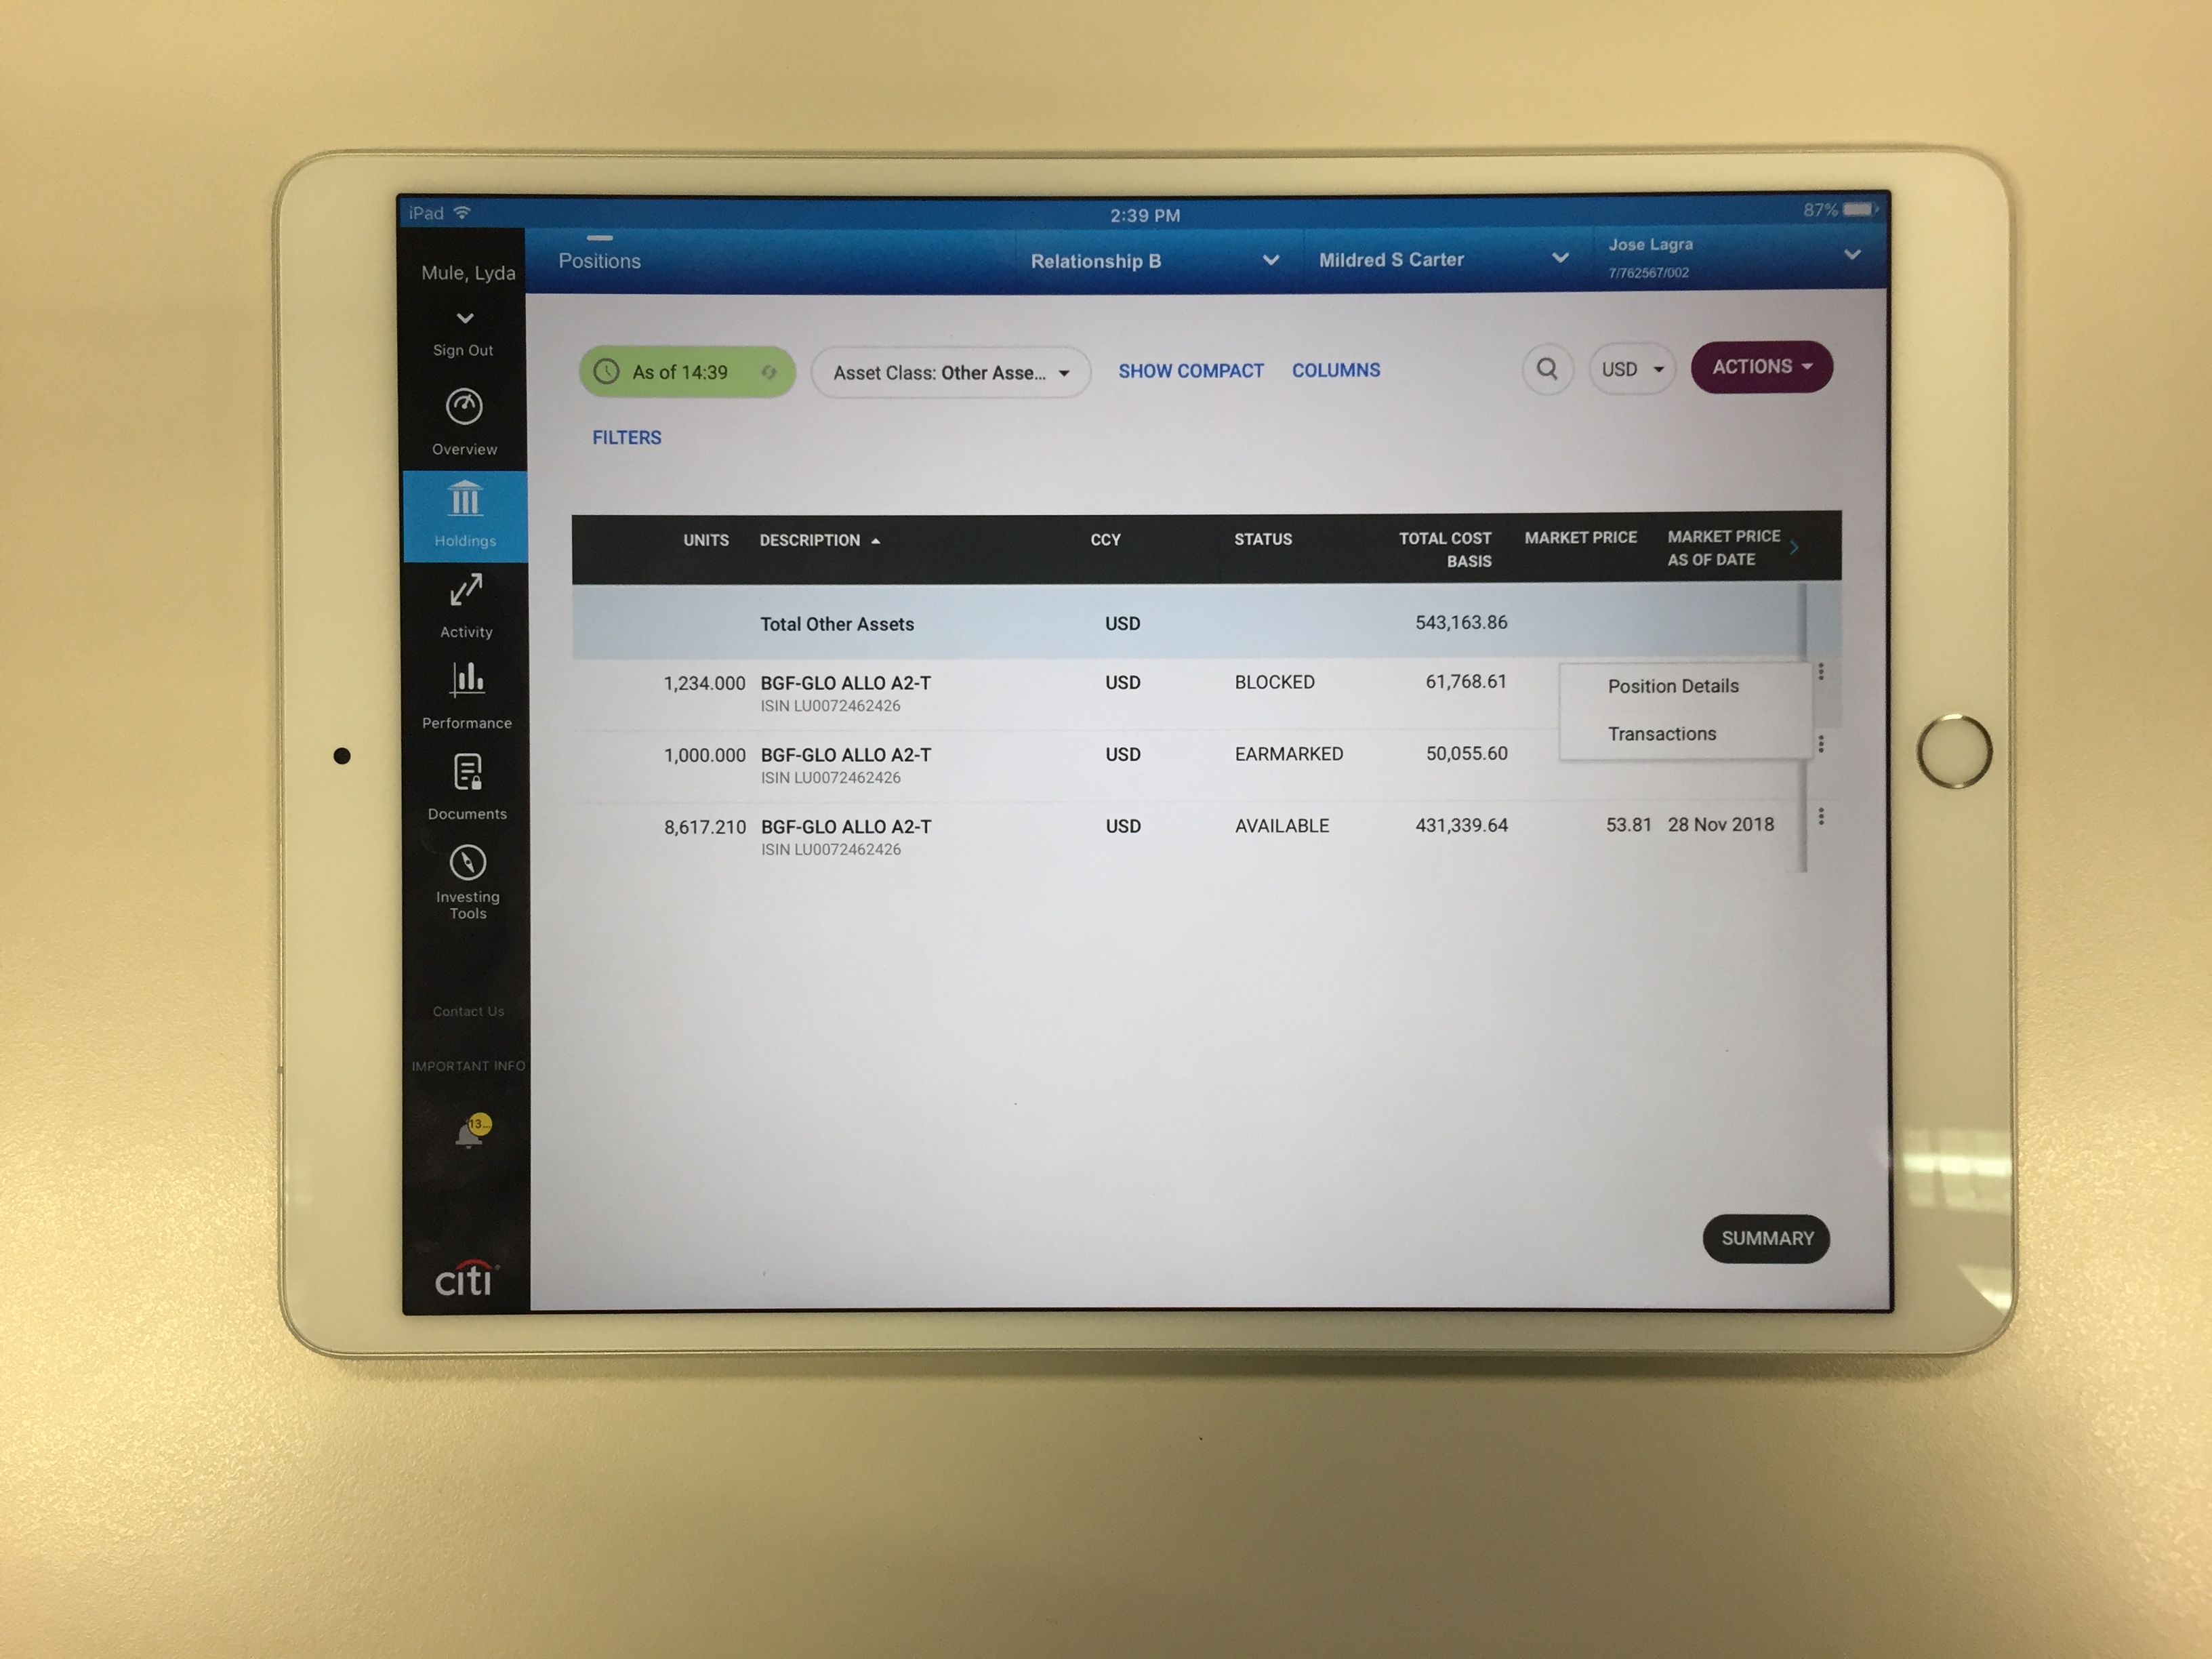 iPad 2:39 PM 87%
Mule, Lyda
Sign Out
Overview
Holdings
Activity
Performance
Documents
Investing
Tools
Contact Us
IMPORTANT INFO
13...
citi
Positions
Relationship B
Mildred S Carter
Jose Lagra
7/762567/002
As of 14:39
Asset Class: Other Asse...
SHOW COMPACT
COLUMNS
USD
ACTIONS
FILTERS
UNITS DESCRIPTION CCY STATUS TOTAL COST MARKET PRICE MARKET PRICE
BASIS AS OF DATE
Total Other Assets USD 543,163.86
1,234.000 BGF-GLO ALLO A2-T USD BLOCKED 61,768.61
ISIN LU0072462426
Position Details
Transactions
1,000.000 BGF-GLO ALLO A2-T USD EARMARKED 50,055.60
ISIN LU0072462426
8,617.210 BGF-GLO ALLO A2-T USD AVAILABLE 431,339.64 53.81 28 Nov 2018
ISIN LU0072462426
SUMMARY